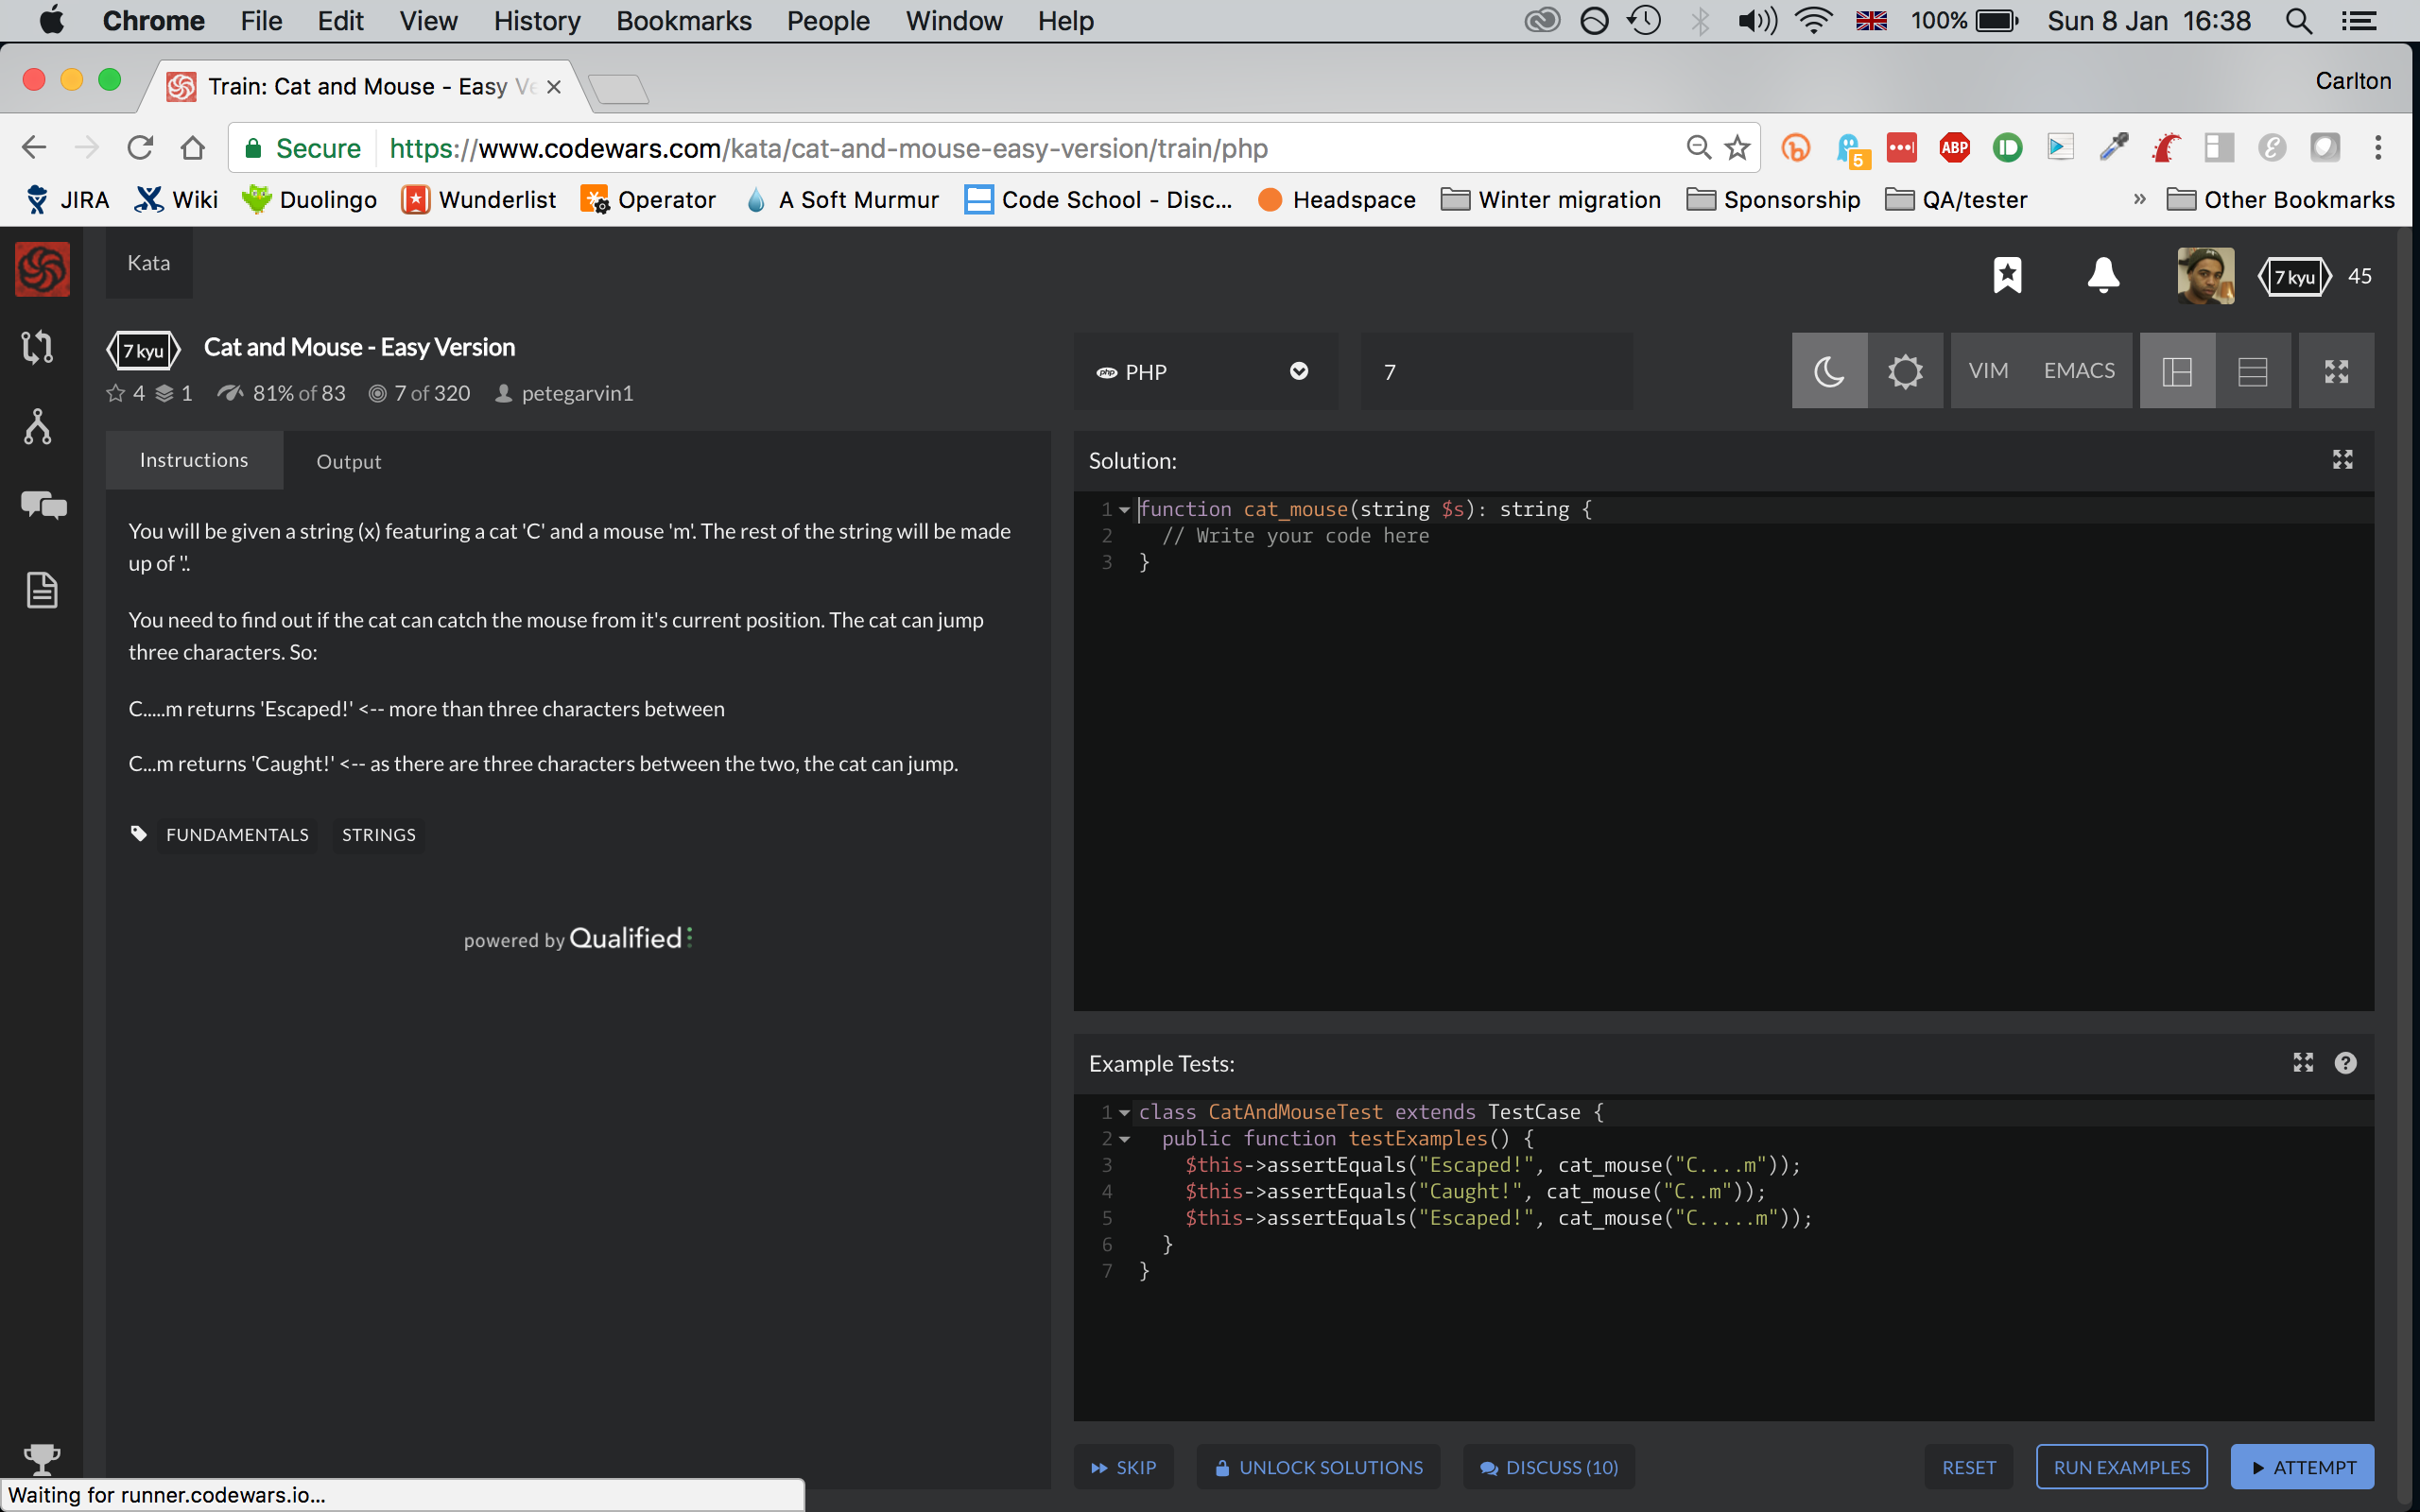 Chrome File Edit View History Bookmarks People Window Help 100% Sun 8 Jan 16:38
Train: Cat and Mouse - Easy Ve Carlton
Secure https://www.codewars.com/kata/cat-and-mouse-easy-version/train/php 5 ABP
JIRA Wiki Duolingo Wunderlist Operator A Soft Murmur Code School - Disc... Headspace Winter migration Sponsorship QA/tester » Other Bookmarks
Kata 7 kyu 45
7 kyu Cat and Mouse - Easy Version
4 1 81% of 83 7 of 320 petegarvin1
php PHP 7 VIM EMACS
Instructions Output
You will be given a string (x) featuring a cat 'C' and a mouse 'm'. The rest of the string will be made
up of '.'.
You need to find out if the cat can catch the mouse from it's current position. The cat can jump
three characters. So:
C.....m returns 'Escaped!' <-- more than three characters between
C...m returns 'Caught!' <-- as there are three characters between the two, the cat can jump.
FUNDAMENTALS STRINGS
powered by Qualified
Solution:
1 function cat_mouse(string $s): string {
2 // Write your code here
3 }
Example Tests:
1 class CatAndMouseTest extends TestCase {
2 public function testExamples() {
3 $this->assertEquals("Escaped!", cat_mouse("C....m"));
4 $this->assertEquals("Caught!", cat_mouse("C..m"));
5 $this->assertEquals("Escaped!", cat_mouse("C.....m"));
6 }
7 }
SKIP UNLOCK SOLUTIONS DISCUSS (10) RESET RUN EXAMPLES ATTEMPT
Waiting for runner.codewars.io...